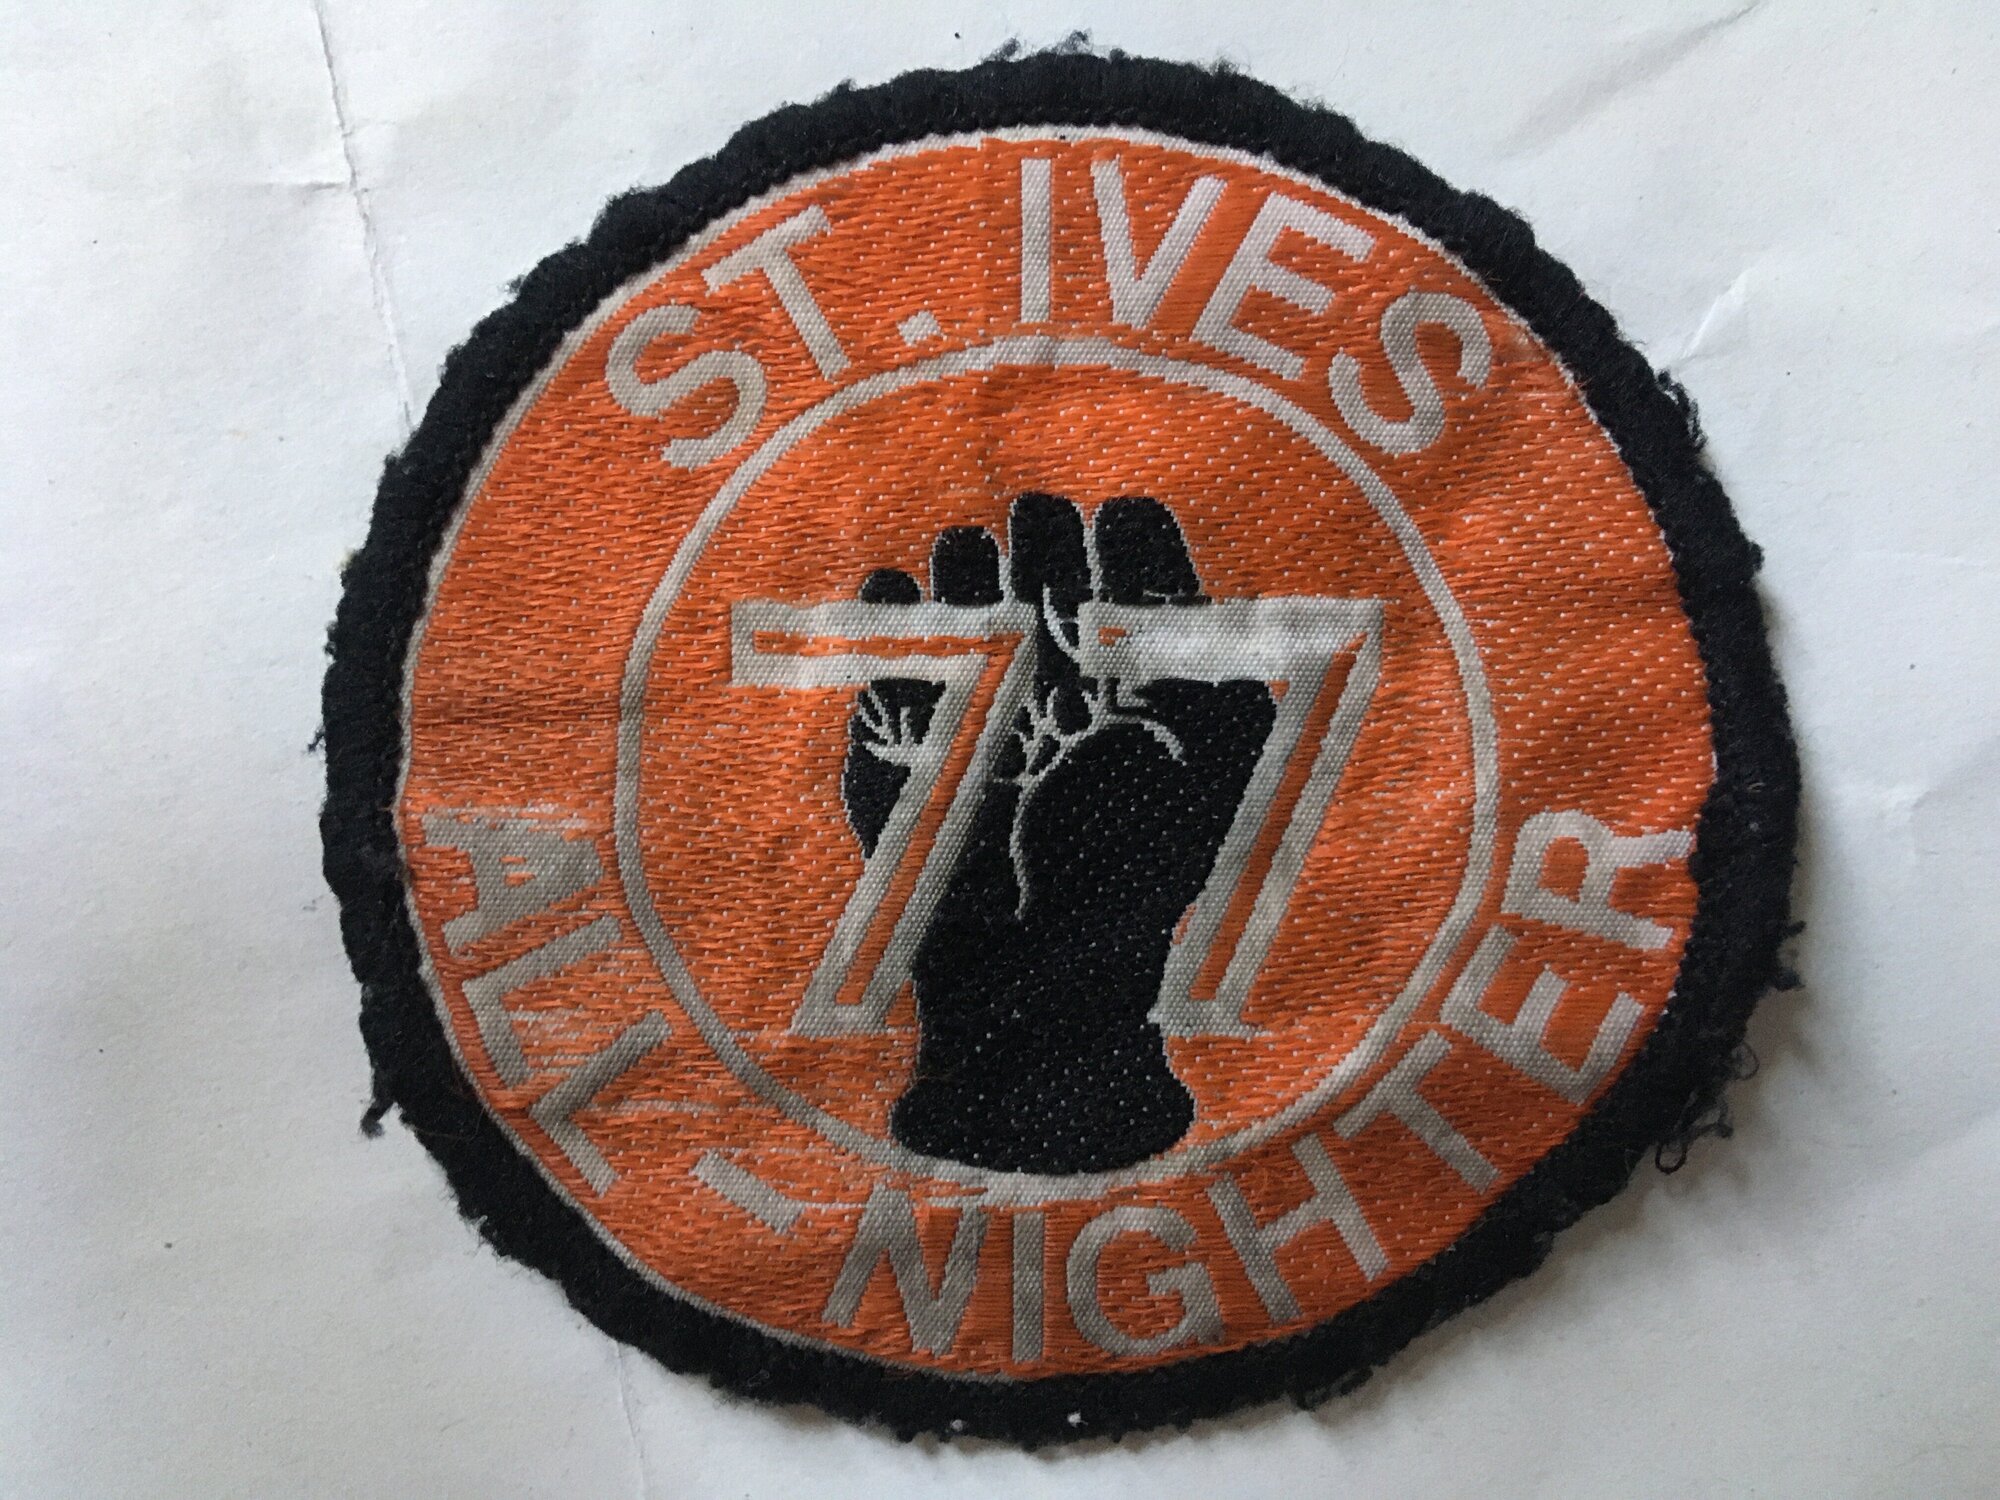 ST. IVES
77
ALL-NIGHTER